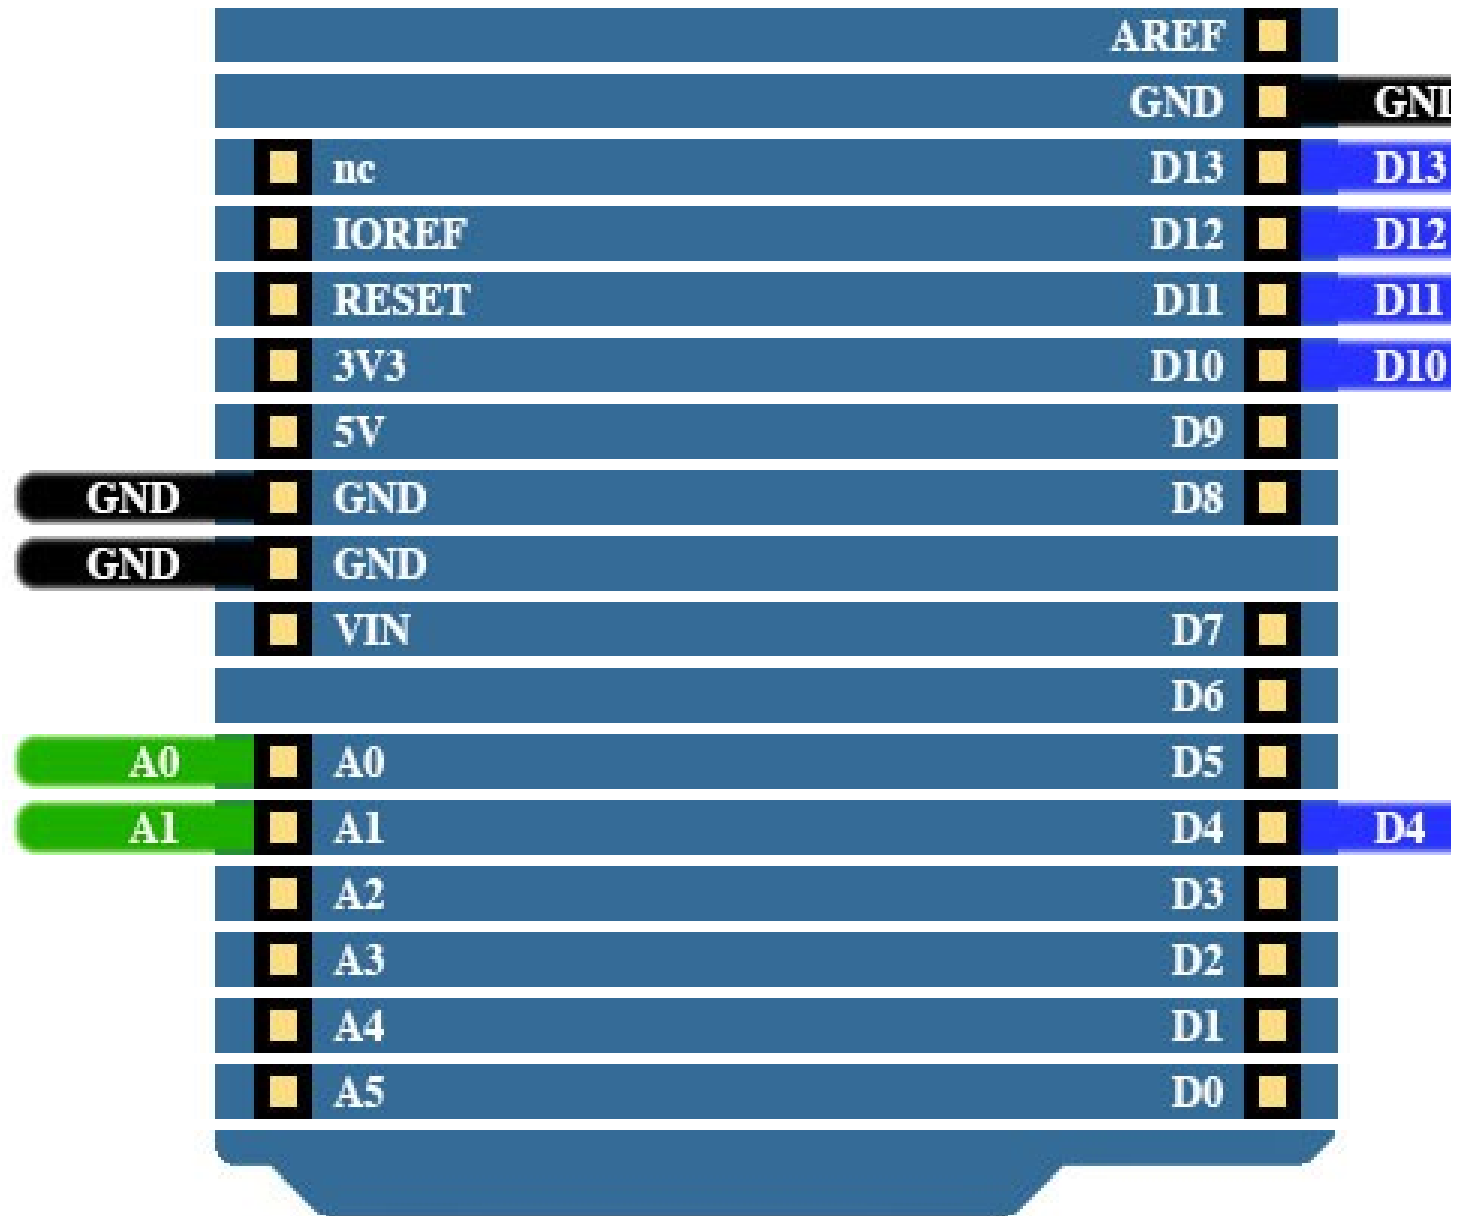 AREF
GND GND
nc D13 D13
IOREF D12 D12
RESET D11 D11
3V3 D10 D10
5V D9
GND GND D8
GND GND
VIN D7
D6
A0 A0 D5
A1 A1 D4 D4
A2 D3
A3 D2
A4 D1
A5 D0